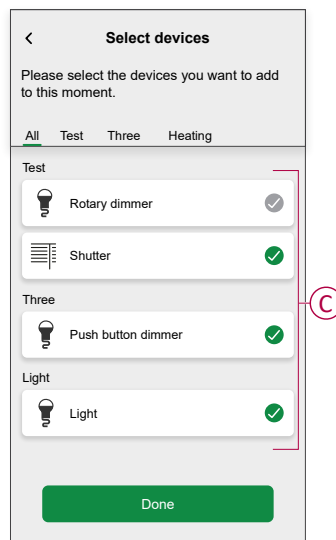 Select devices
Please select the devices you want to add
to this moment.
All Test Three Heating
Test
Rotary dimmer
Shutter
Three
Push button dimmer
Light
Light
Done
C